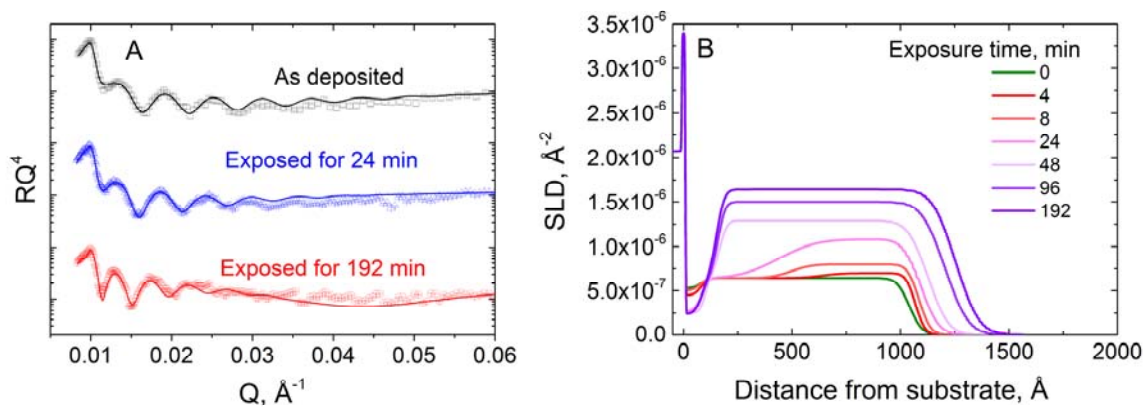 A
As deposited
Exposed for 24 min
Exposed for 192 min
RQ⁴
0.01 0.02 0.03 0.04 0.05 0.06
Q, Å⁻¹
B
Exposure time, min
0
4
8
24
48
96
192
3.5x10⁻⁶
3.0x10⁻⁶
2.5x10⁻⁶
2.0x10⁻⁶
1.5x10⁻⁶
1.0x10⁻⁶
5.0x10⁻⁷
0.0
SLD, Å⁻²
0 500 1000 1500 2000
Distance from substrate, Å